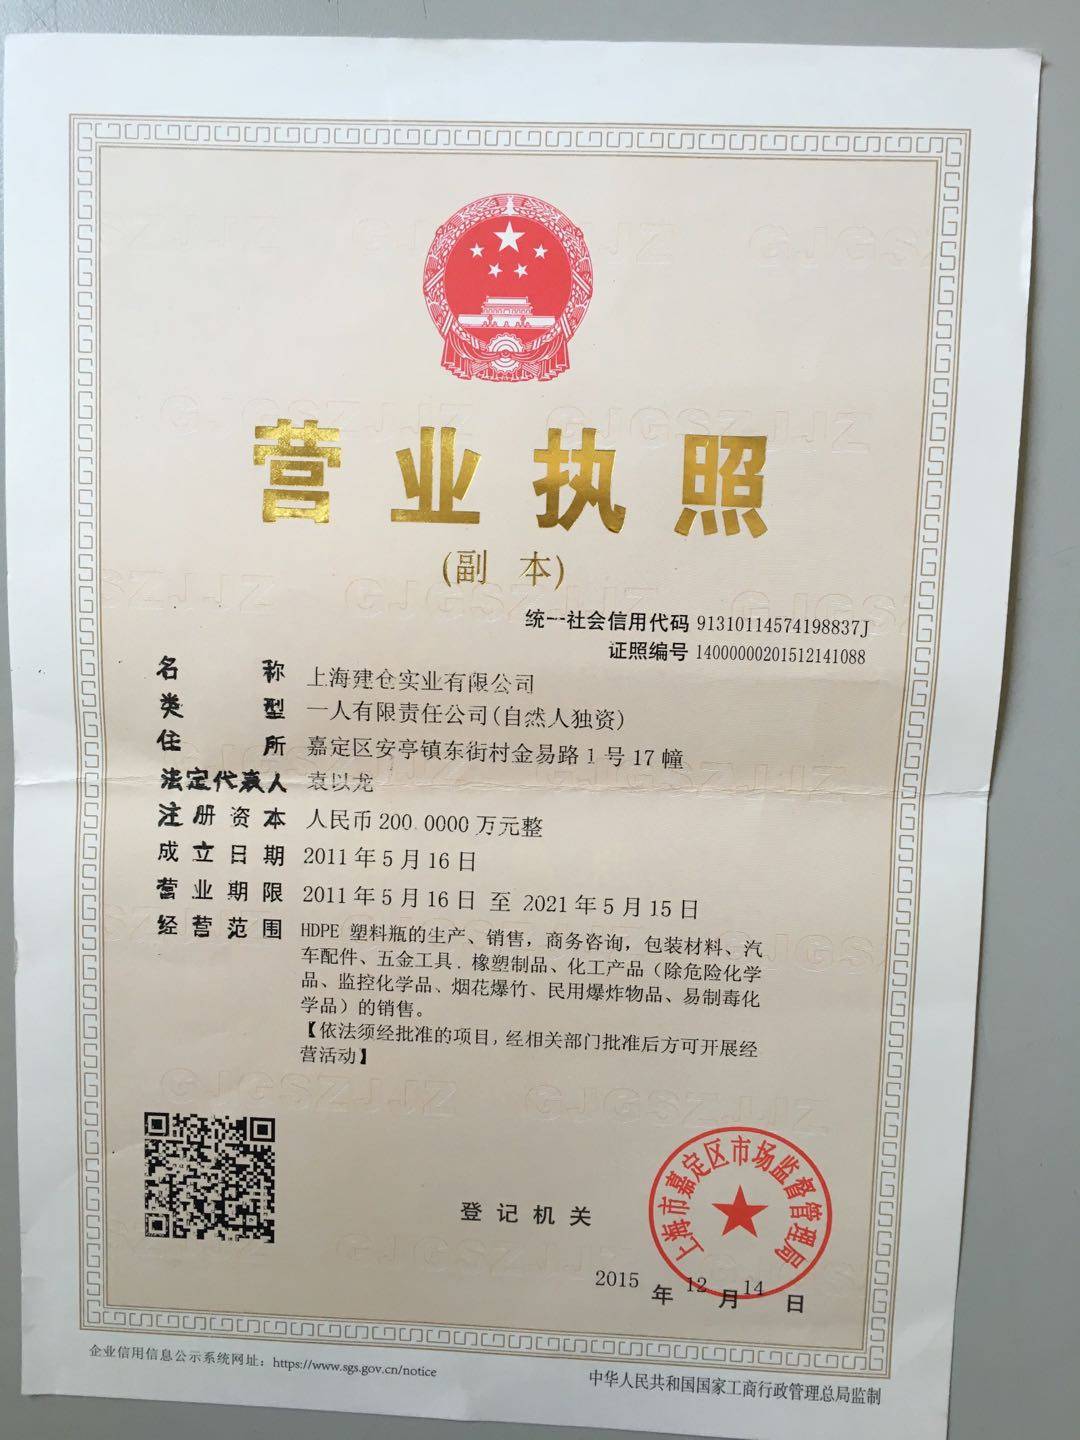 营业执照
(副本)
统一社会信用代码 91310114574198837J
证照编号 14000000201512141088
名称 上海建仓实业有限公司
类型 一人有限责任公司(自然人独资)
住所 嘉定区安亭镇东街村金易路1号17幢
法定代表人 袁以龙
注册资本 人民币200.0000万元整
成立日期 2011年5月16日
营业期限 2011年5月16日 至 2021年5月15日
经营范围 HDPE 塑料瓶的生产、销售，商务咨询，包装材料、汽
车配件、五金工具.橡塑制品、化工产品（除危险化学
品、监控化学品、烟花爆竹、民用爆炸物品、易制毒化
学品）的销售。
【依法须经批准的项目，经相关部门批准后方可开展经
营活动】
登记机关
上海市嘉定区市场监督管理局
2015年12月14日
企业信用信息公示系统网址：https://www.sgs.gov.cn/notice
中华人民共和国国家工商行政管理总局监制
GJGSZJJZ